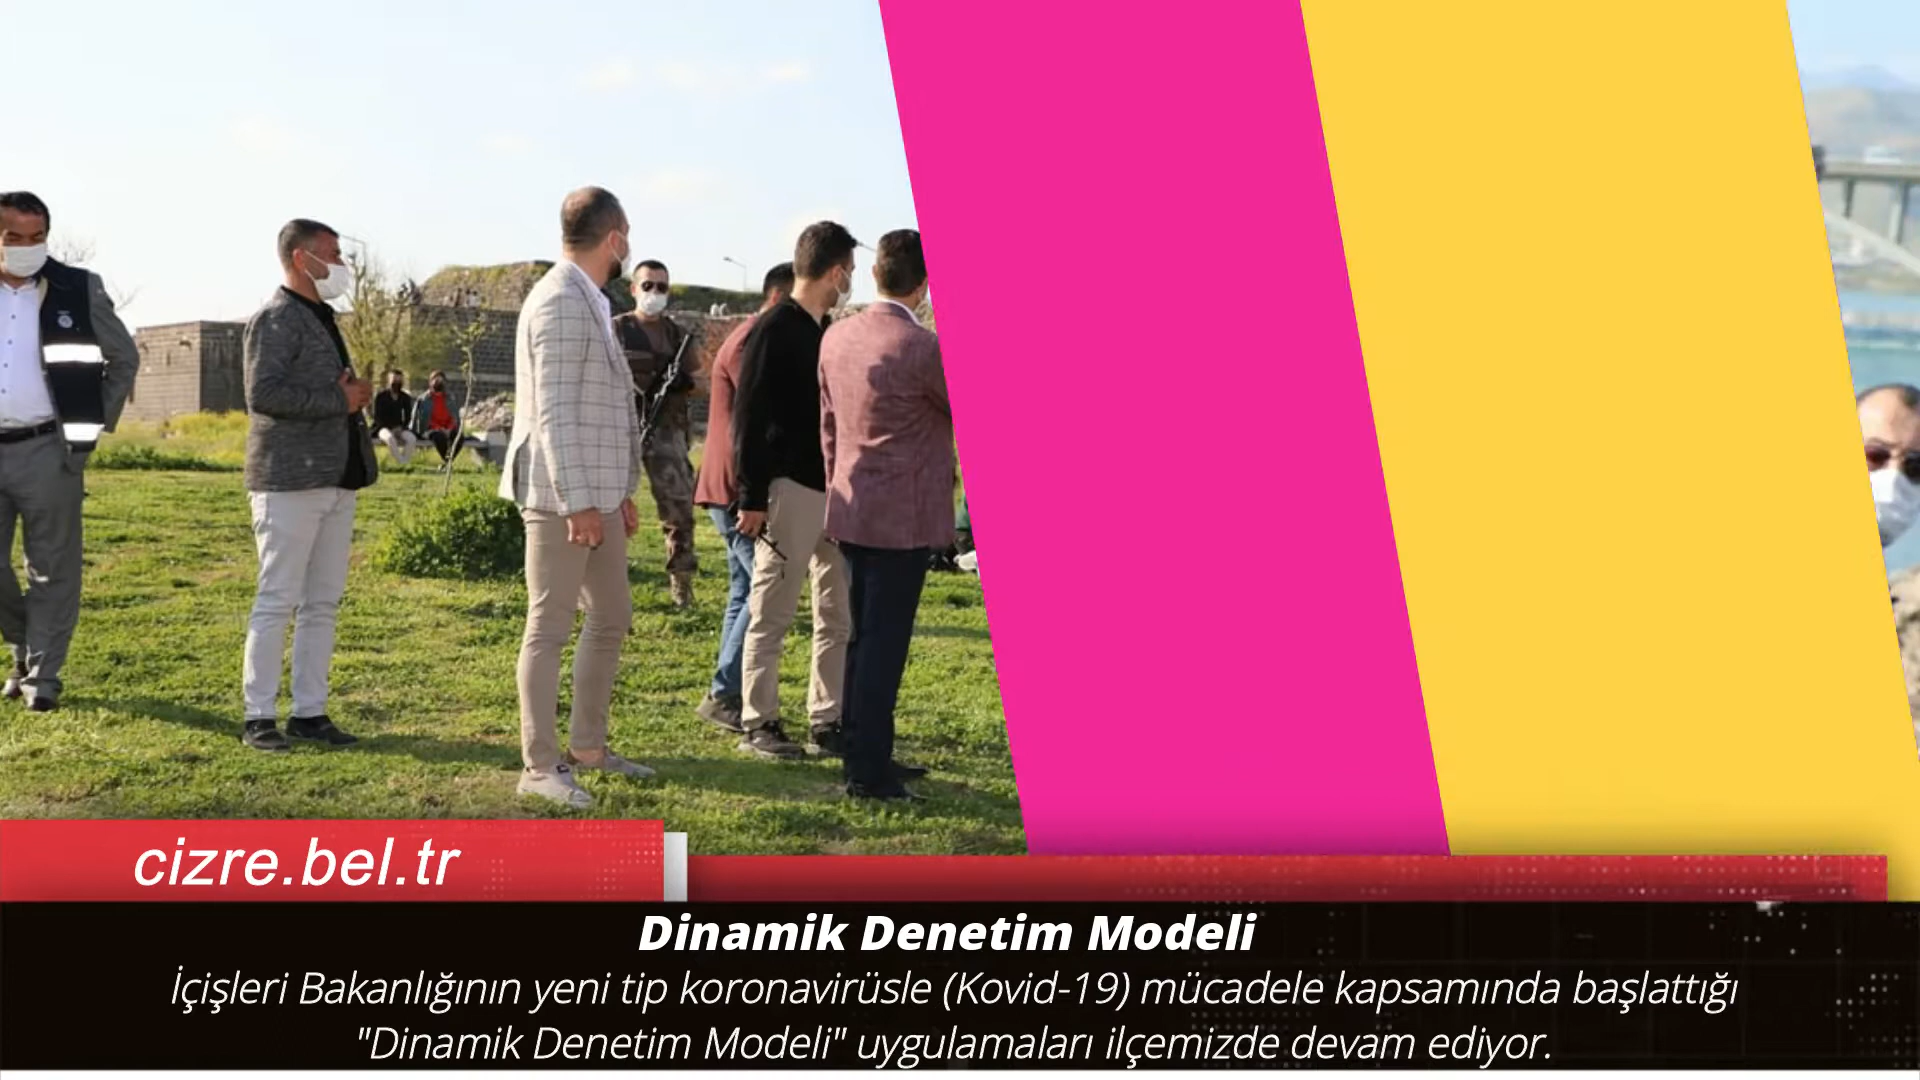 cizre.bel.tr
Dinamik Denetim Modeli
İçişleri Bakanlığının yeni tip koronavirüsle (Kovid-19) mücadele kapsamında başlattığı
"Dinamik Denetim Modeli" uygulamaları ilçemizde devam ediyor.